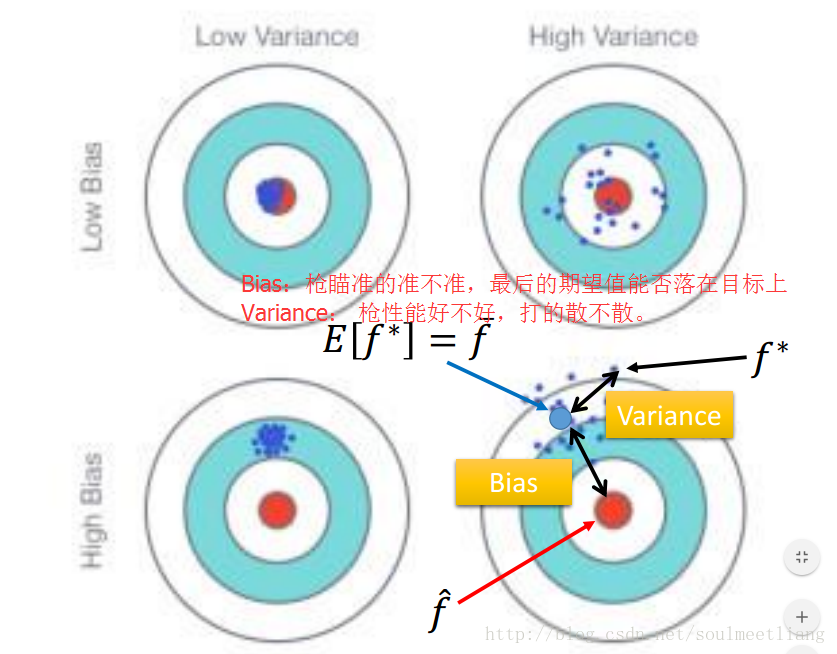 Low Variance
High Variance
Low Bias
Bias：枪瞄准的准不准，最后的期望值能否落在目标上
Variance： 枪性能好不好，打的散不散。
E[f*] = f̄
f*
Variance
Bias
High Bias
f̂
http://blog.csdn.net/soulmeetliang